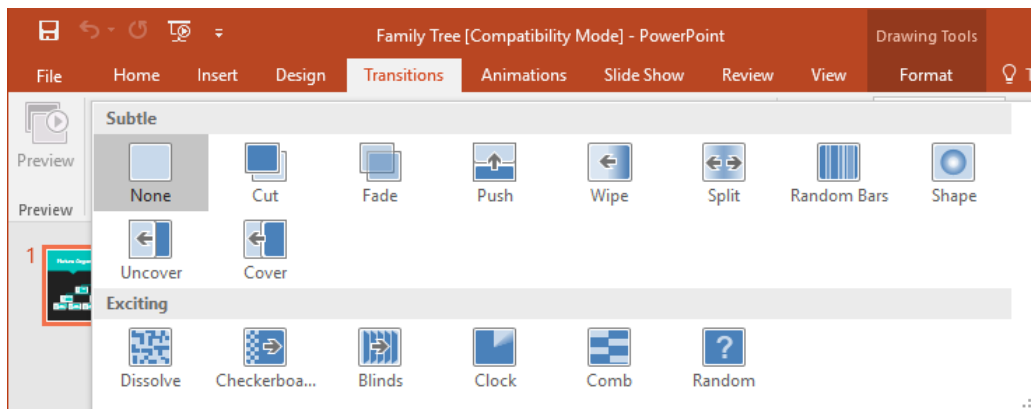 Family Tree [Compatibility Mode] - PowerPoint
Drawing Tools
File Home Insert Design Transitions Animations Slide Show Review View Format
Preview
Preview
Subtle
None Cut Fade Push Wipe Split Random Bars Shape
Uncover Cover
Exciting
Dissolve Checkerboa... Blinds Clock Comb Random
?
1